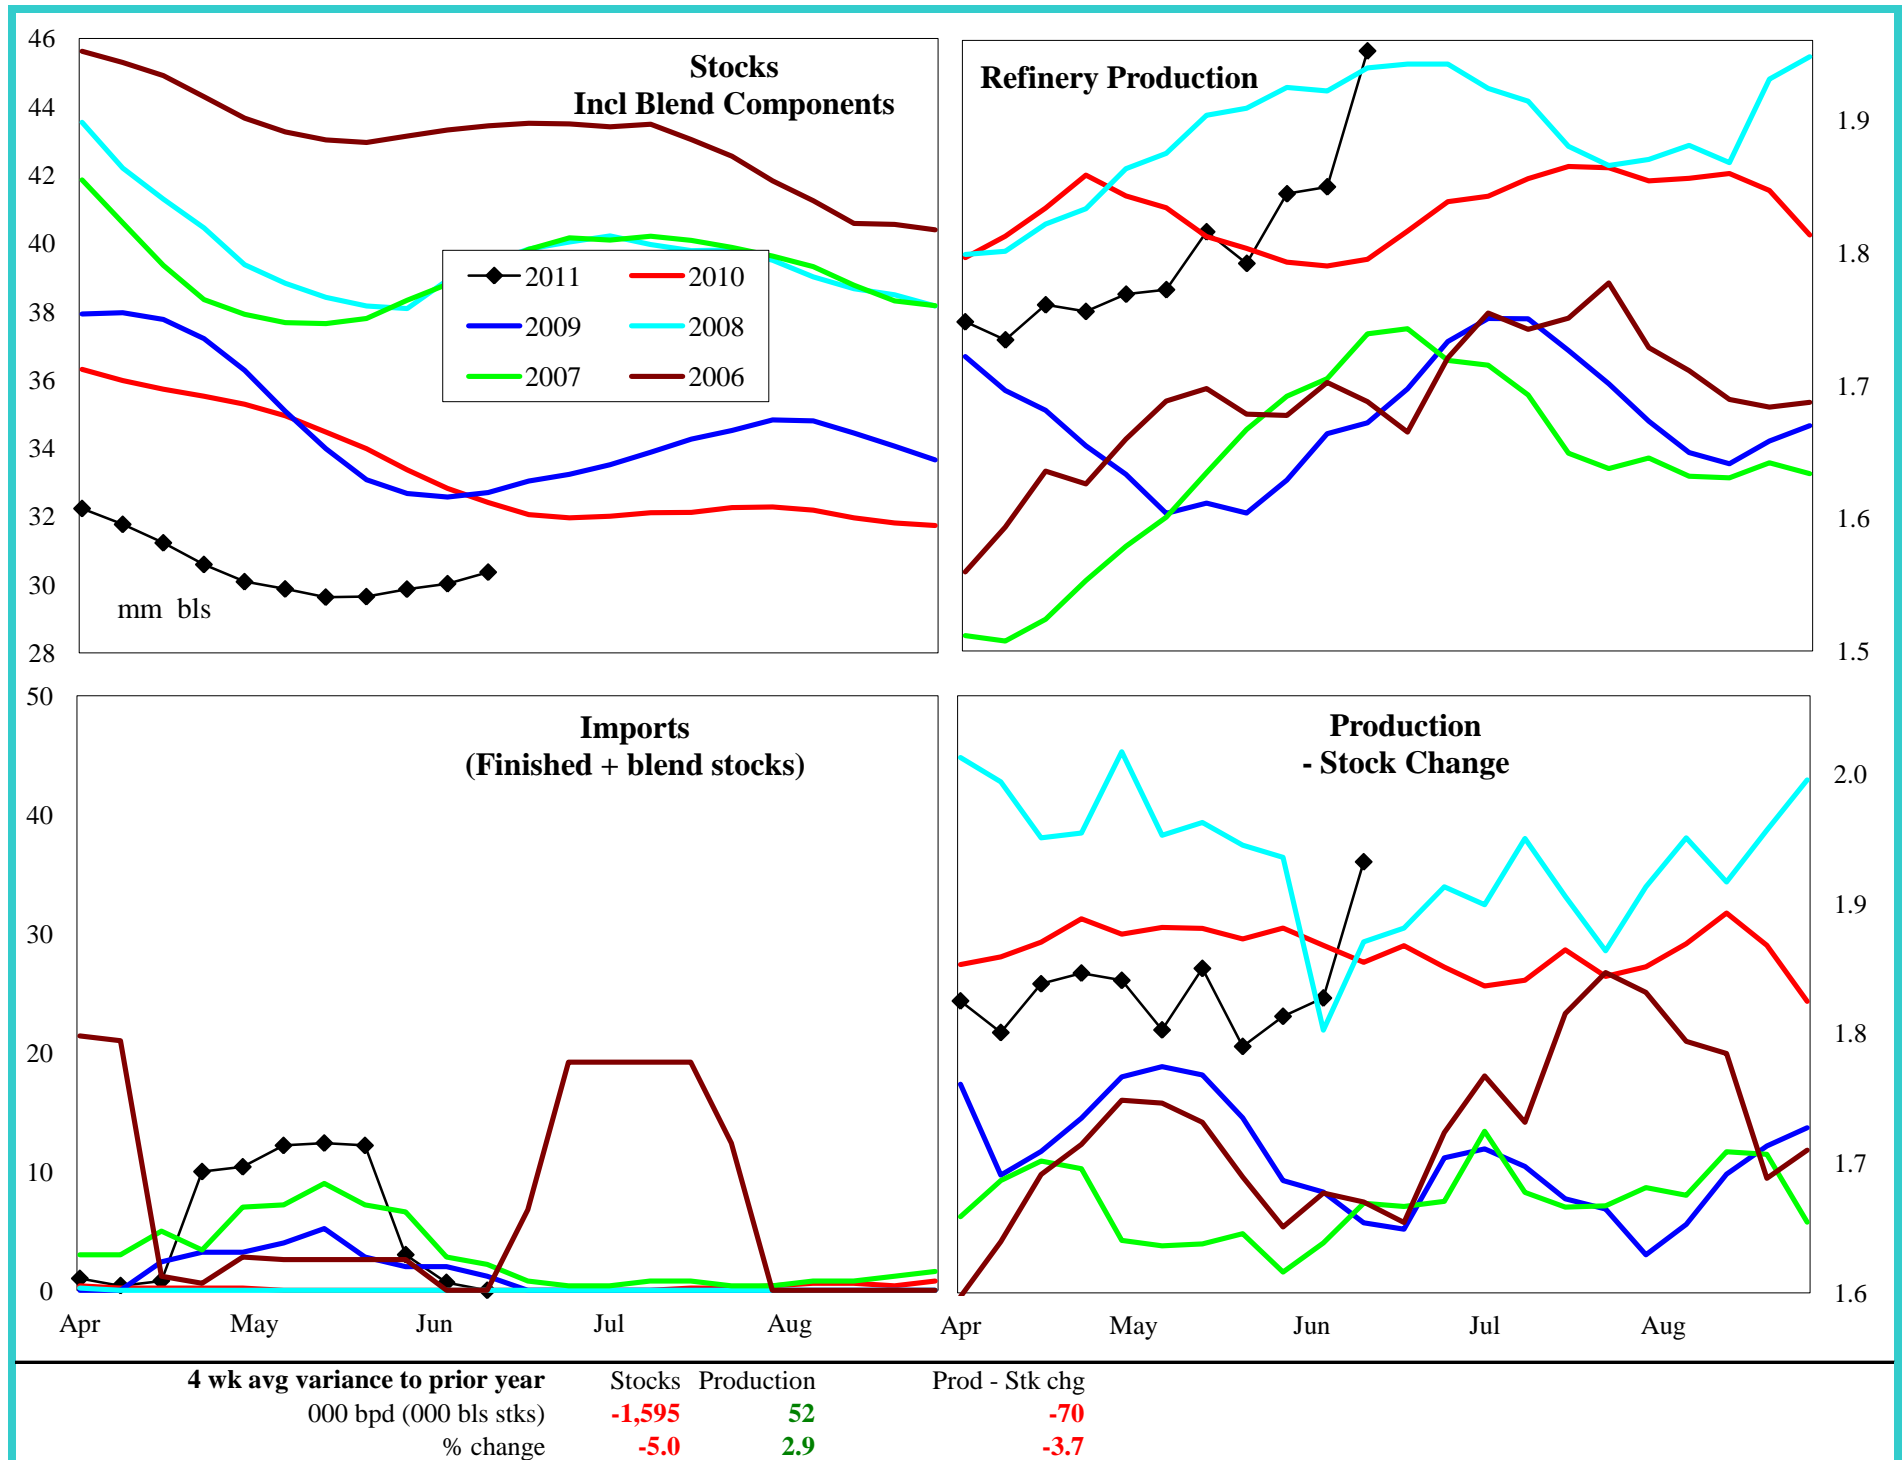 46
44
42
40
38
36
34
32
30
28
Stocks
Incl Blend Components
2011
2010
2009
2008
2007
2006
mm bls
Refinery Production
1.9
1.8
1.7
1.6
1.5
50
40
30
20
10
0
Imports
(Finished + blend stocks)
Apr May Jun Jul Aug
Production
- Stock Change
2.0
1.9
1.8
1.7
1.6
Apr May Jun Jul Aug
4 wk avg variance to prior year Stocks Production Prod - Stk chg
000 bpd (000 bls stks) -1,595 52 -70
% change -5.0 2.9 -3.7